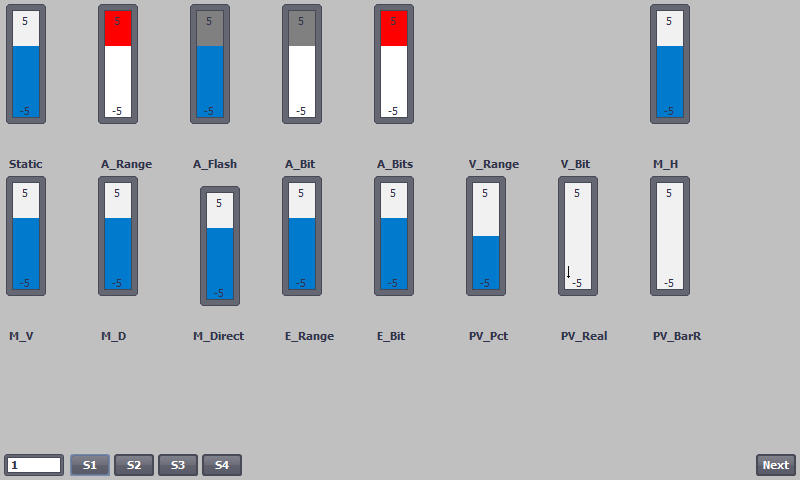 5 5 5 5 5 5
-5 -5 -5 -5 -5 -5
Static A_Range A_Flash A_Bit A_Bits V_Range V_Bit M_H
5 5 5 5 5 5 5 5
-5 -5 -5 -5 -5 -5 -5 -5
M_V M_D M_Direct E_Range E_Bit PV_Pct PV_Real PV_BarR
1 S1 S2 S3 S4 Next